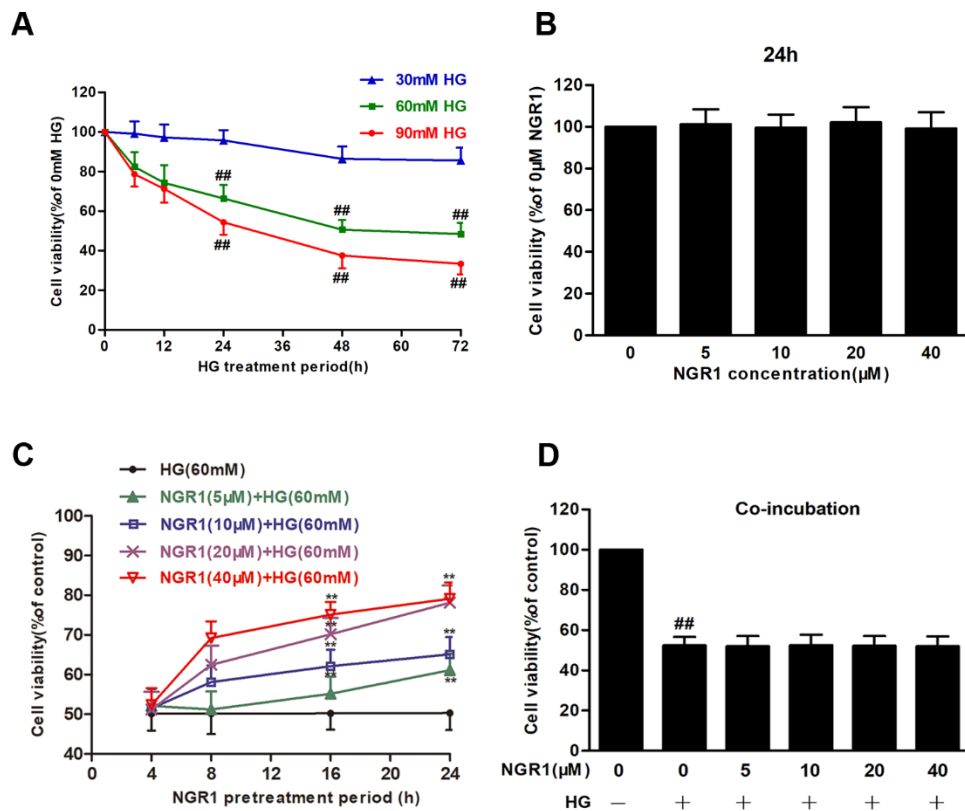 A
30mM HG
60mM HG
90mM HG
Cell viability(%of 0mM HG)
120
100
80
60
40
20
0
##
##
##
##
##
##
0 12 24 36 48 60 72
HG treatment period(h)
B
24h
Cell viability (%of 0µM NGR1)
120
100
80
60
40
20
0
0 5 10 20 40
NGR1 concentration(µM)
C
HG(60mM)
NGR1(5µM)+HG(60mM)
NGR1(10µM)+HG(60mM)
NGR1(20µM)+HG(60mM)
NGR1(40µM)+HG(60mM)
Cell viability(%of control)
100
90
80
70
60
50
40
**
**
**
**
**
**
**
0 4 8 12 16 20 24
NGR1 pretreatment period (h)
D
Co-incubation
Cell viability(%of control)
120
100
80
60
40
20
0
##
NGR1(µM) 0 0 5 10 20 40
HG — + + + + +